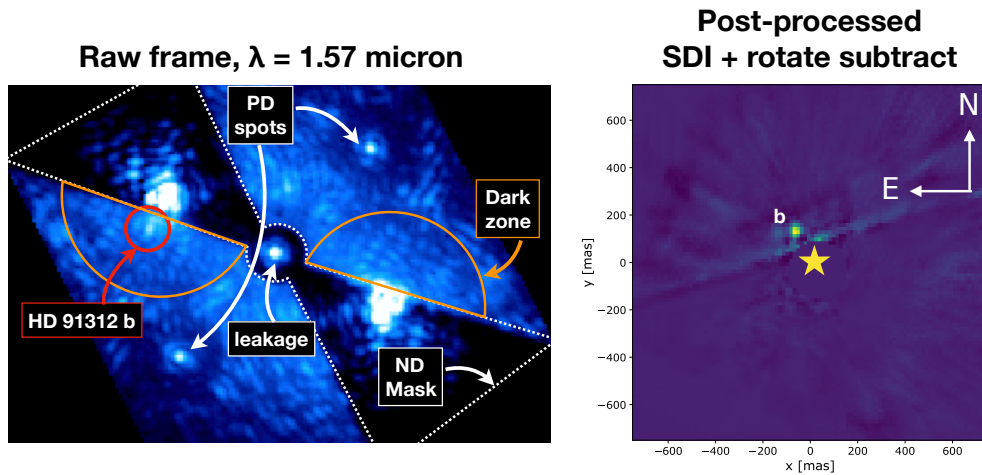 Raw frame, λ = 1.57 micron
PD
spots
Dark
zone
HD 91312 b
leakage
ND
Mask
Post-processed
SDI + rotate subtract
N
E
b
y [mas]
600
400
200
0
−200
−400
−600
−600
−400
−200
0
200
400
600
x [mas]